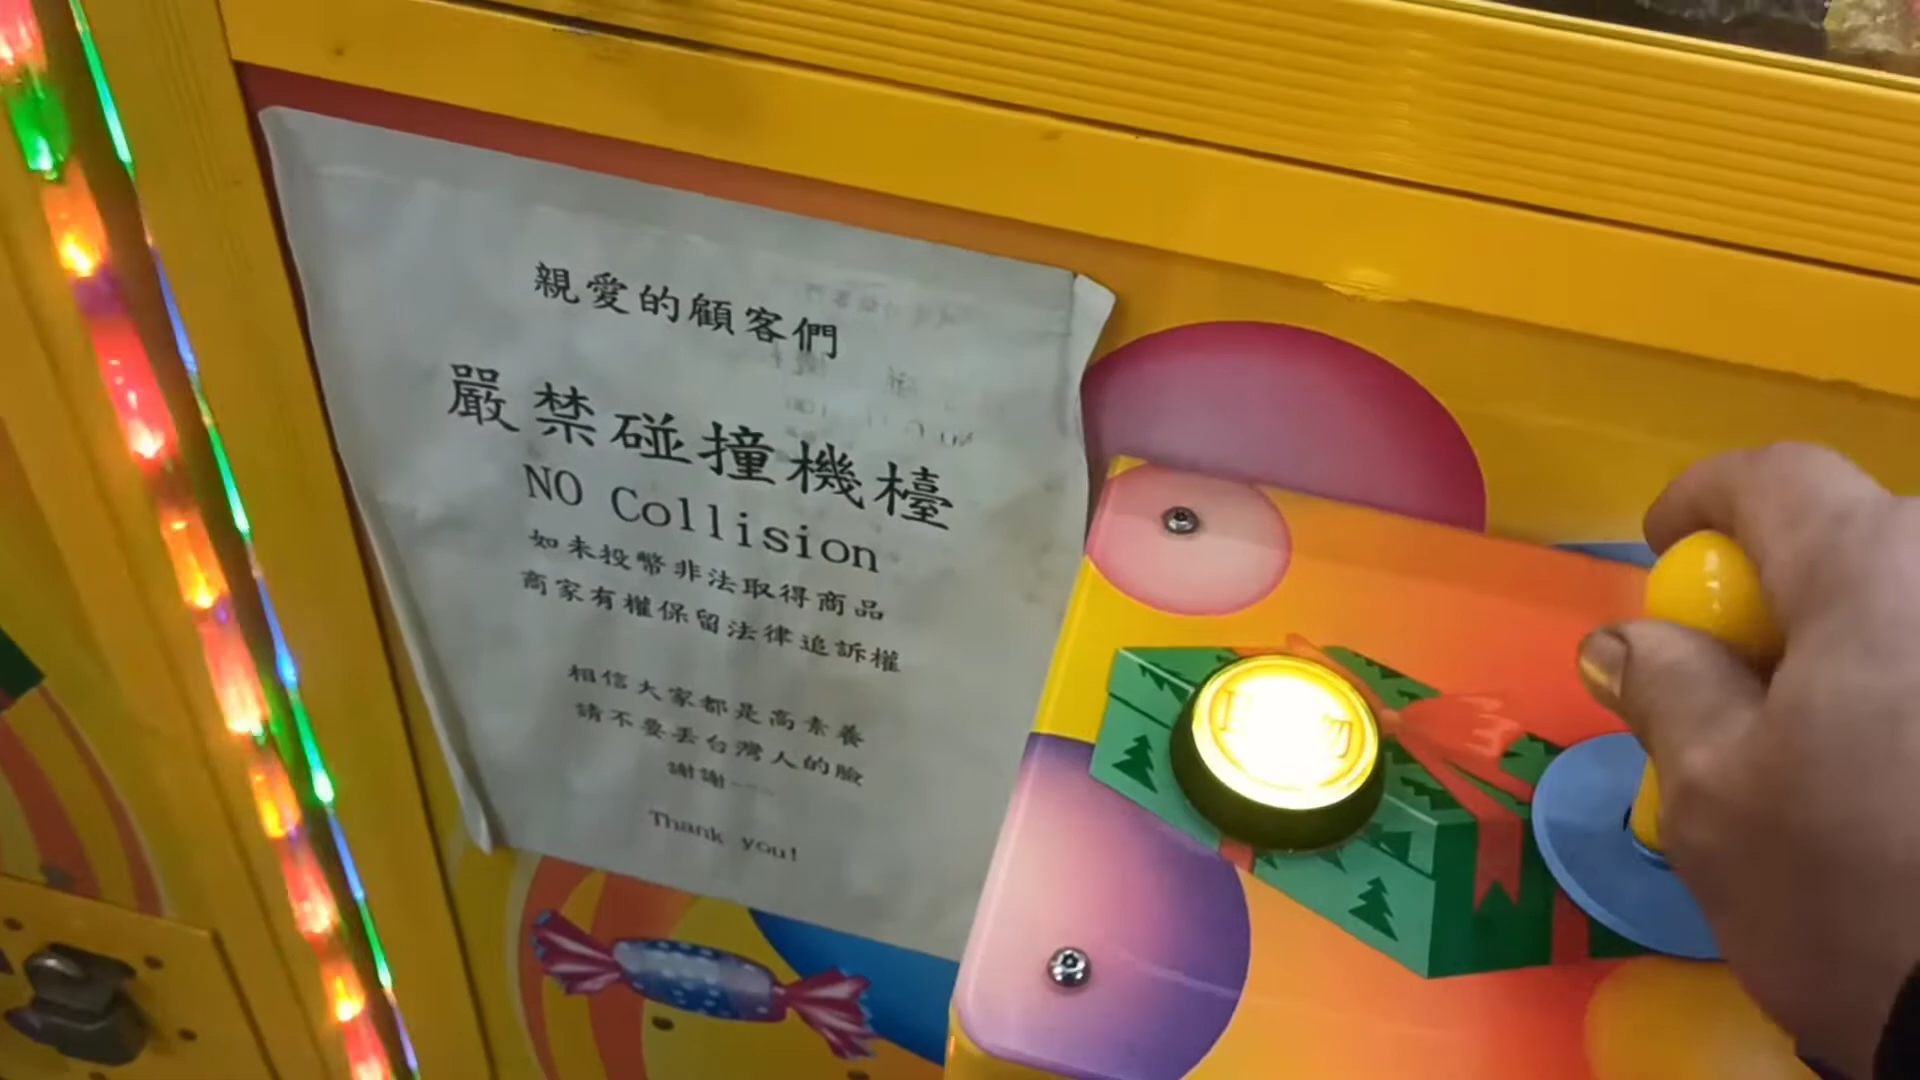 親愛的顧客們
嚴禁碰撞機檯
NO Collision
如未投幣非法取得商品
商家有權保留法律追訴權
相信大家都是高素養
請不要丟台灣人的臉
謝謝~~~
Thank you!